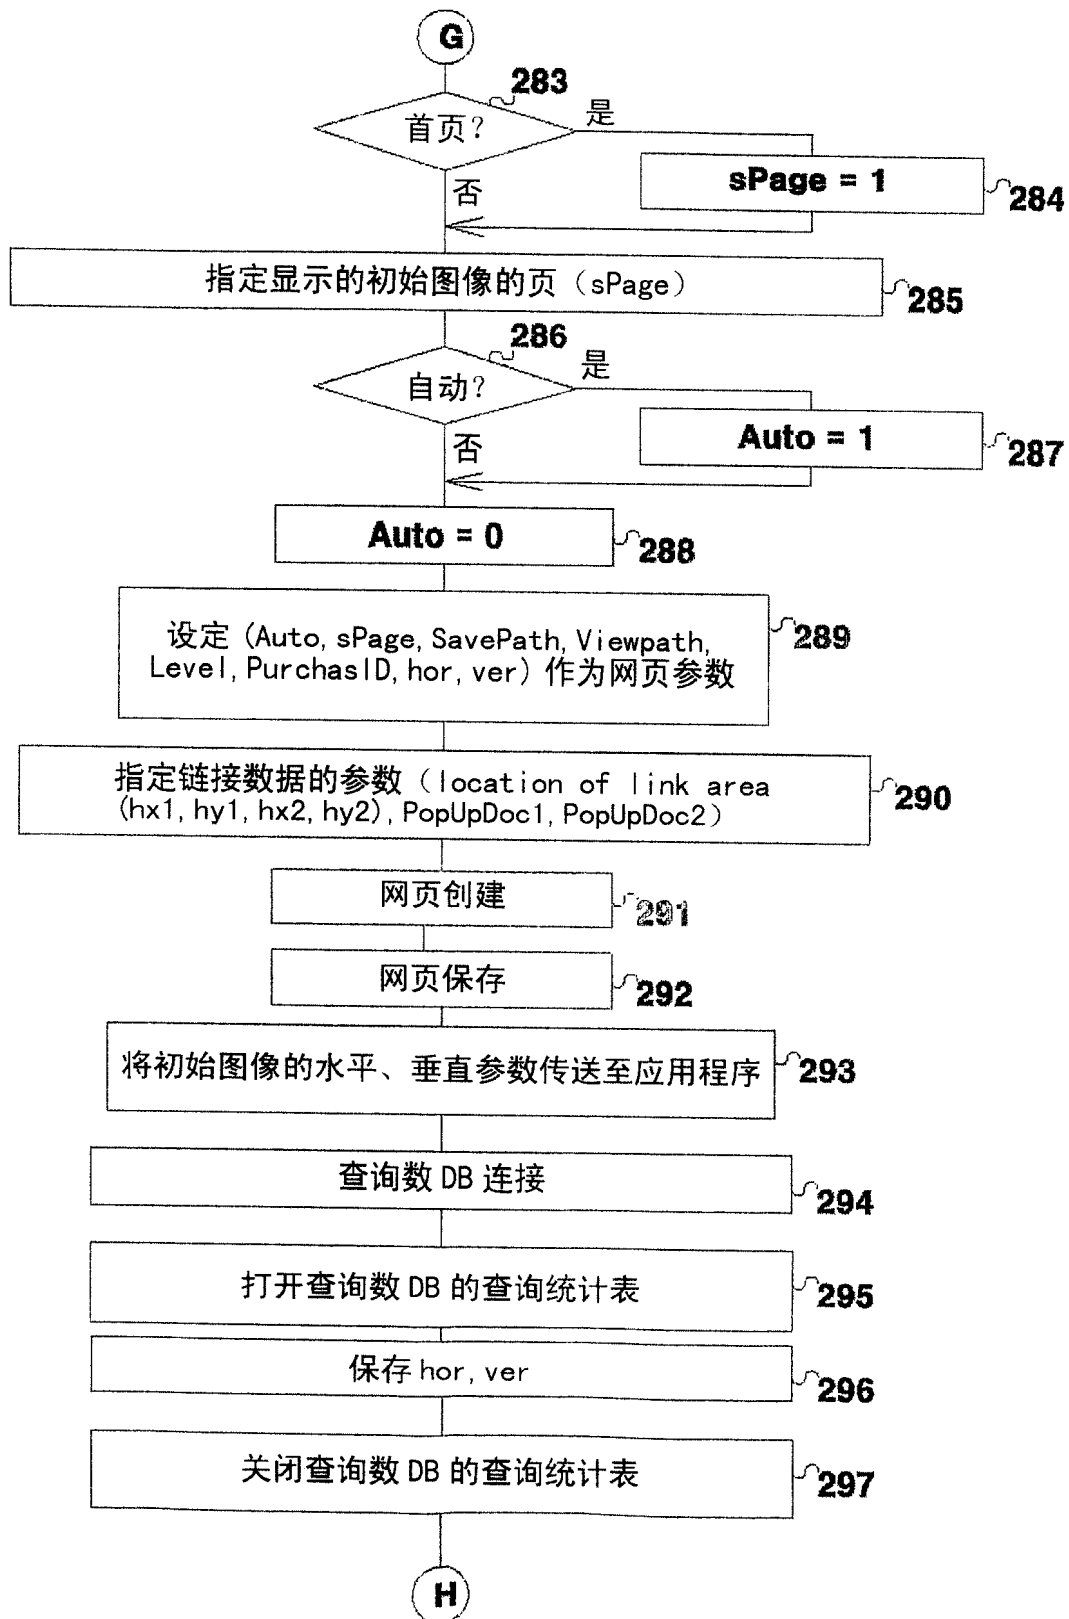 G
283
首页?
是
sPage = 1
284
否
指定显示的初始图像的页（sPage）
285
286
自动?
是
Auto = 1
287
否
Auto = 0
288
设定 (Auto, sPage, SavePath, Viewpath,
Level, PurchasID, hor, ver) 作为网页参数
289
指定链接数据的参数（location of link area
(hx1, hy1, hx2, hy2), PopUpDoc1, PopUpDoc2）
290
网页创建
291
网页保存
292
将初始图像的水平、垂直参数传送至应用程序
293
查询数 DB 连接
294
打开查询数 DB 的查询统计表
295
保存 hor, ver
296
关闭查询数 DB 的查询统计表
297
H